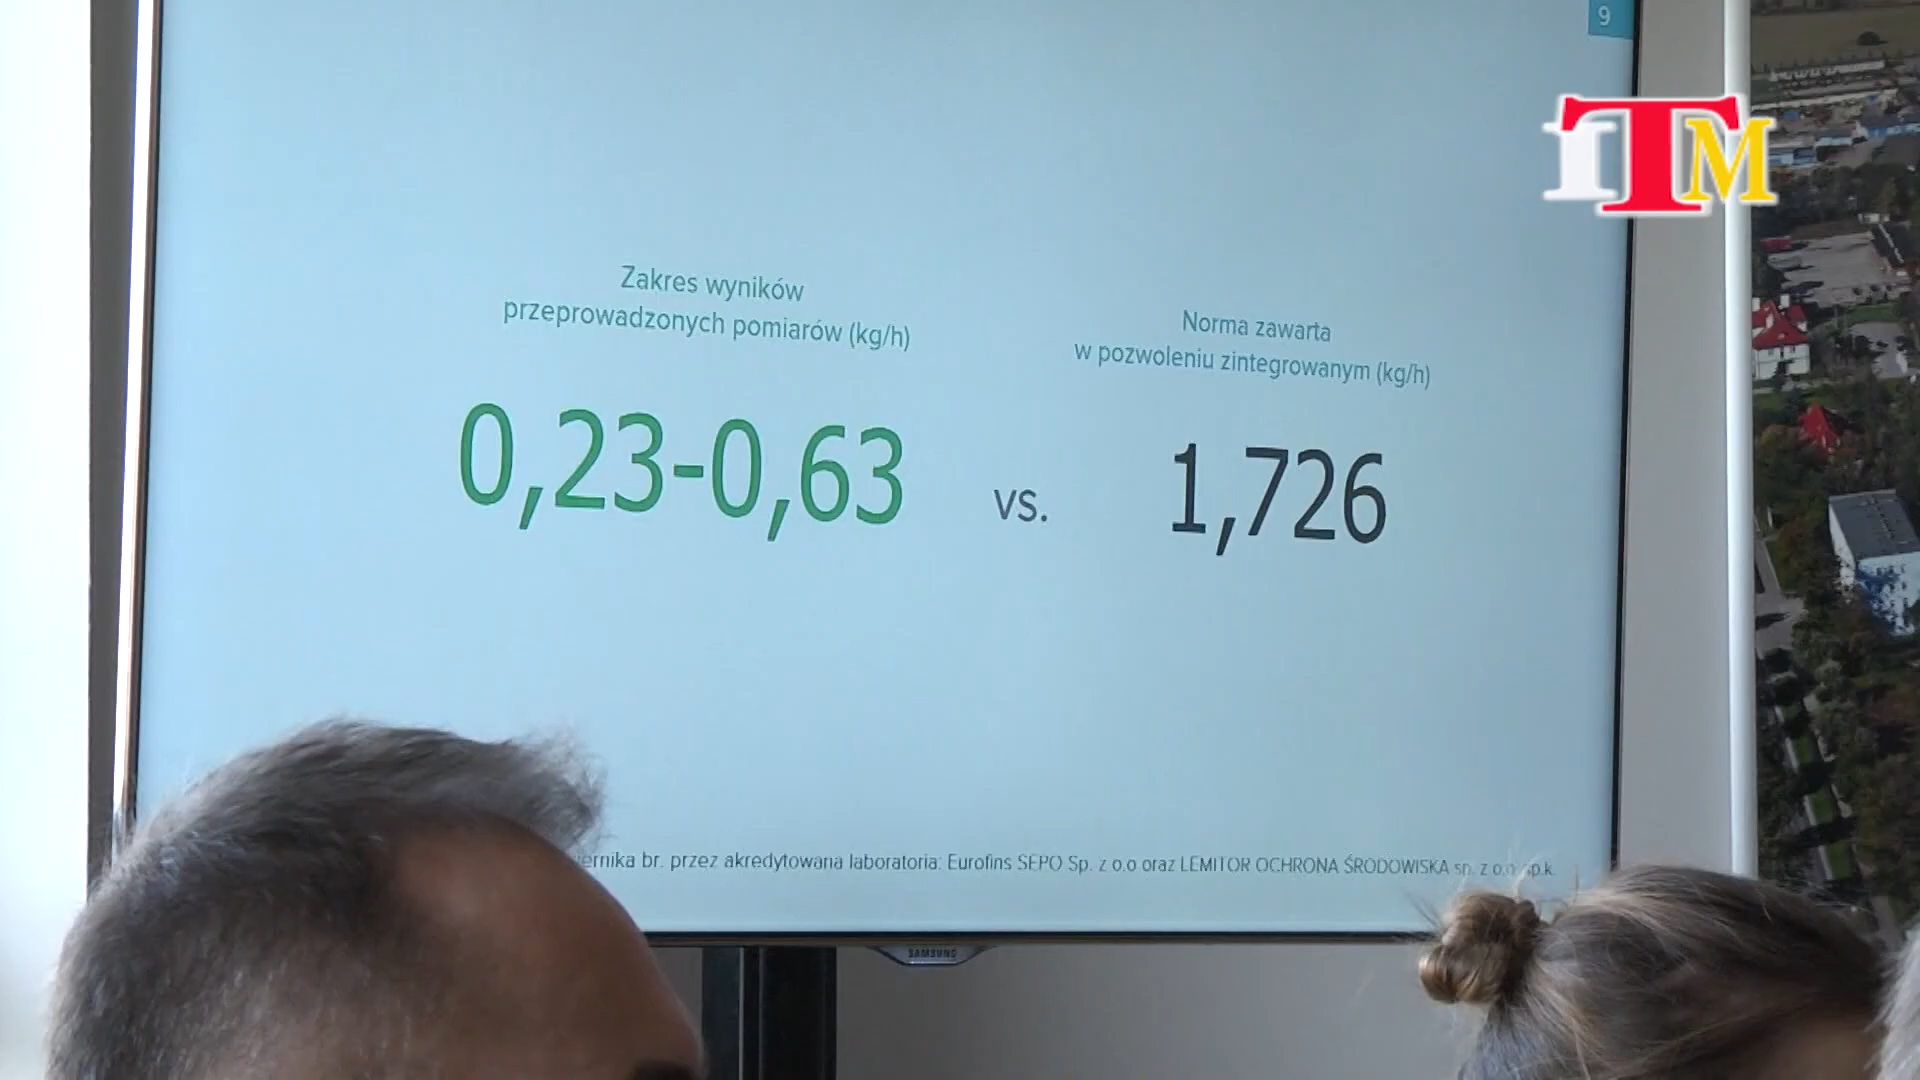 9
ITM
Zakres wyników
przeprowadzonych pomiarów (kg/h)
0,23-0,63
vs.
Norma zawarta
w pozwoleniu zintegrowanym (kg/h)
1,726
br. przez akredytowana laboratoria: Eurofins SEPO Sp. z o.o oraz LEMITOR OCHRONA ŚRODOWISKA sp. z o.o. sp.k.
SAMSUNG